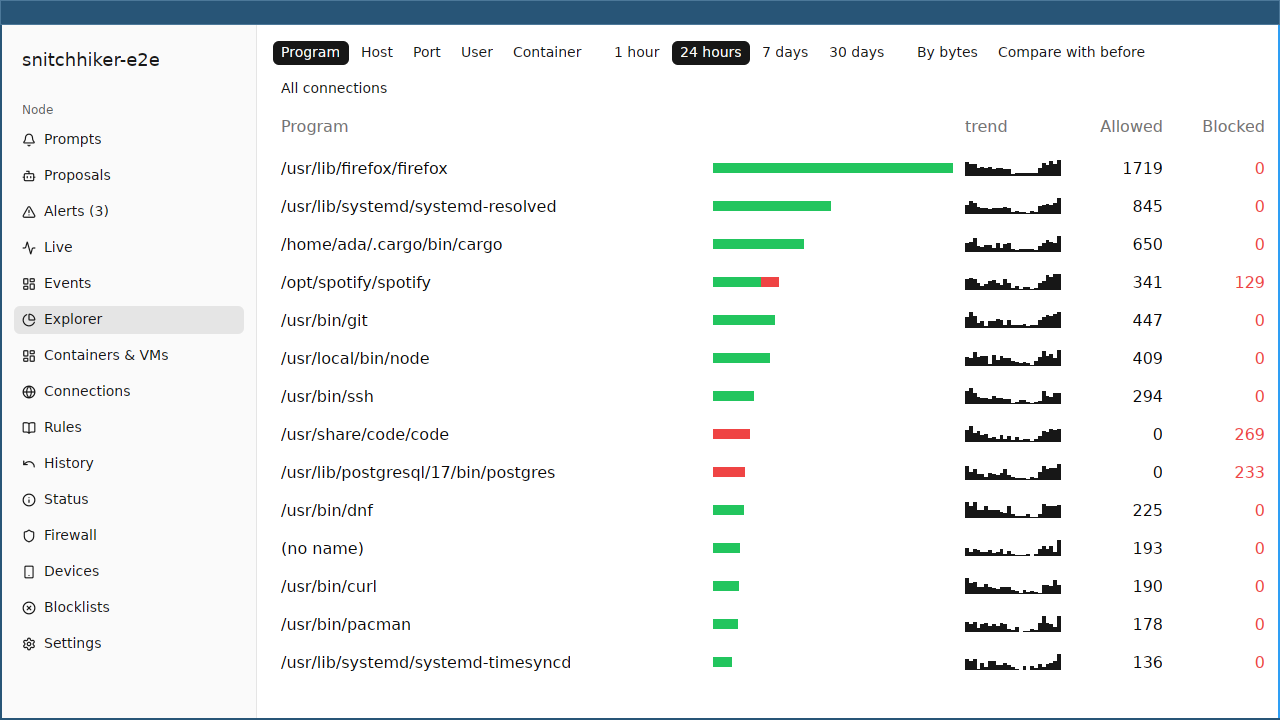 snitchhiker-e2e
Node
Prompts
Proposals
Alerts (3)
Live
Events
Explorer
Containers & VMs
Connections
Rules
History
Status
Firewall
Devices
Blocklists
Settings
Program Host Port User Container 1 hour 24 hours 7 days 30 days By bytes Compare with before
All connections
Program trend Allowed Blocked
/usr/lib/firefox/firefox 1719 0
/usr/lib/systemd/systemd-resolved 845 0
/home/ada/.cargo/bin/cargo 650 0
/opt/spotify/spotify 341 129
/usr/bin/git 447 0
/usr/local/bin/node 409 0
/usr/bin/ssh 294 0
/usr/share/code/code 0 269
/usr/lib/postgresql/17/bin/postgres 0 233
/usr/bin/dnf 225 0
(no name) 193 0
/usr/bin/curl 190 0
/usr/bin/pacman 178 0
/usr/lib/systemd/systemd-timesyncd 136 0